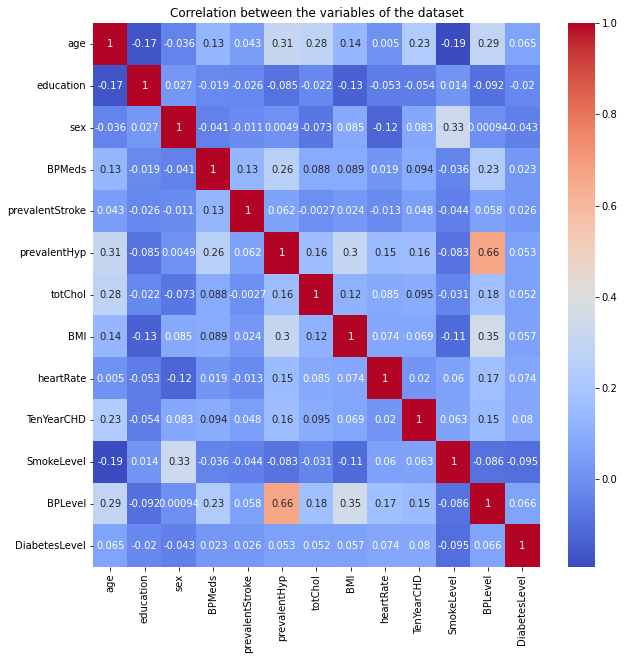 Correlation between the variables of the dataset
age 1 -0.17 -0.036 0.13 0.043 0.31 0.28 0.14 0.005 0.23 -0.19 0.29 0.065
education -0.17 1 0.027 -0.019 -0.026 -0.085 -0.022 -0.13 -0.053 -0.054 0.014 -0.092 -0.02
sex -0.036 0.027 1 -0.041 -0.011 0.0049 -0.073 0.085 -0.12 0.083 0.33 0.00094 -0.043
BPMeds 0.13 -0.019 -0.041 1 0.13 0.26 0.088 0.089 0.019 0.094 -0.036 0.23 0.023
prevalentStroke 0.043 -0.026 -0.011 0.13 1 0.062 -0.0027 0.024 -0.013 0.048 -0.044 0.058 0.026
prevalentHyp 0.31 -0.085 0.0049 0.26 0.062 1 0.16 0.3 0.15 0.16 -0.083 0.66 0.053
totChol 0.28 -0.022 -0.073 0.088 -0.0027 0.16 1 0.12 0.085 0.095 -0.031 0.18 0.052
BMI 0.14 -0.13 0.085 0.089 0.024 0.3 0.12 1 0.074 0.069 -0.11 0.35 0.057
heartRate 0.005 -0.053 -0.12 0.019 -0.013 0.15 0.085 0.074 1 0.02 0.06 0.17 0.074
TenYearCHD 0.23 -0.054 0.083 0.094 0.048 0.16 0.095 0.069 0.02 1 0.063 0.15 0.08
SmokeLevel -0.19 0.014 0.33 -0.036 -0.044 -0.083 -0.031 -0.11 0.06 0.063 1 -0.086 -0.095
BPLevel 0.29 -0.092 0.00094 0.23 0.058 0.66 0.18 0.35 0.17 0.15 -0.086 1 0.066
DiabetesLevel 0.065 -0.02 -0.043 0.023 0.026 0.053 0.052 0.057 0.074 0.08 -0.095 0.066 1
age education sex BPMeds prevalentStroke prevalentHyp totChol BMI heartRate TenYearCHD SmokeLevel BPLevel DiabetesLevel
1.0
0.8
0.6
0.4
0.2
0.0